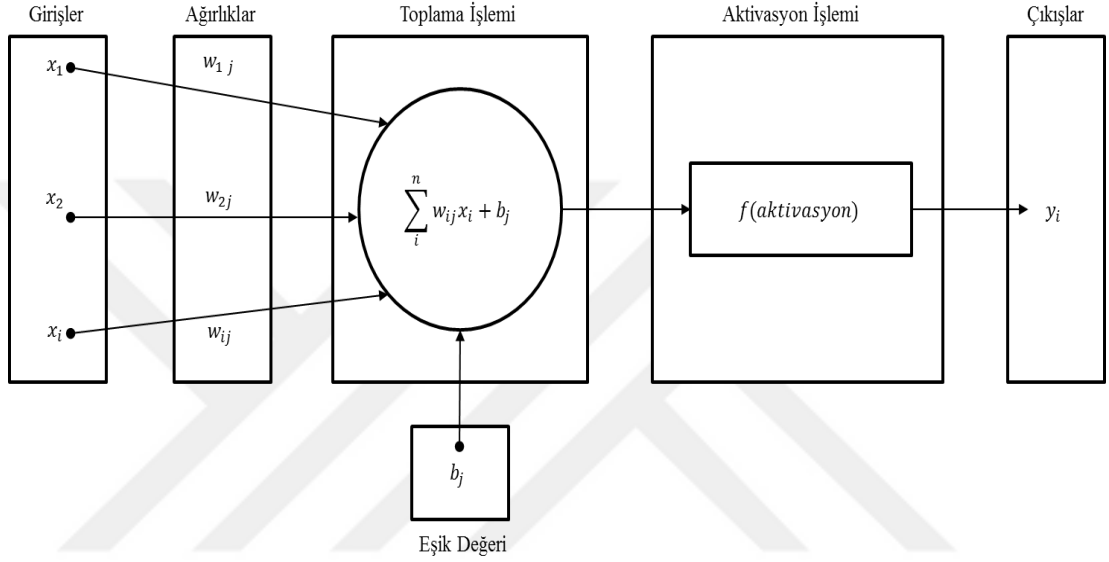 Girişler
Ağırlıklar
Toplama İşlemi
Aktivasyon İşlemi
Çıkışlar
x₁
w₁ ⱼ
x₂
w₂ⱼ
∑ᵢⁿ wᵢⱼxᵢ + bⱼ
f(aktivasyon)
yᵢ
xᵢ
wᵢⱼ
bⱼ
Eşik Değeri